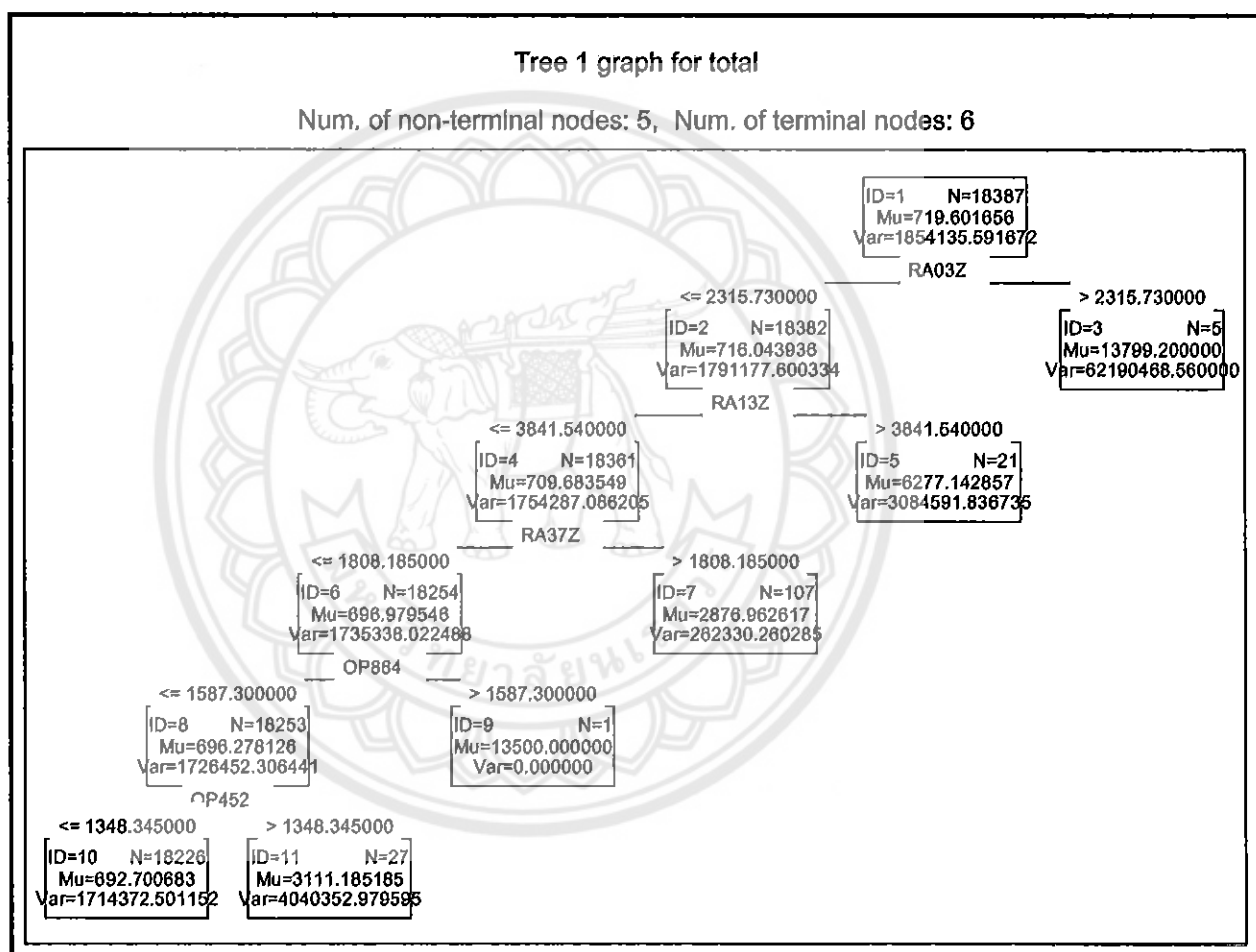 Tree 1 graph for total
Num. of non-terminal nodes: 5, Num. of terminal nodes: 6
ID=1 N=18387
Mu=719.601656
Var=1854135.591672
RA03Z
<= 2315.730000
> 2315.730000
ID=2 N=18382
Mu=716.043936
Var=1791177.600334
ID=3 N=5
Mu=13799.200000
Var=62190468.560000
RA13Z
<= 3841.540000
> 3841.540000
ID=4 N=18361
Mu=709.683549
Var=1754287.086205
ID=5 N=21
Mu=6277.142857
Var=3084591.836735
RA37Z
<= 1808.185000
> 1808.185000
ID=6 N=18254
Mu=696.979546
Var=1735338.022488
ID=7 N=107
Mu=2876.962617
Var=262330.260285
OP864
<= 1587.300000
> 1587.300000
ID=8 N=18253
Mu=696.278126
Var=1726452.306441
ID=9 N=1
Mu=13500.000000
Var=0.000000
OP452
<= 1348.345000
> 1348.345000
ID=10 N=18226
Mu=692.700683
Var=1714372.501152
ID=11 N=27
Mu=3111.185185
Var=4040352.979595